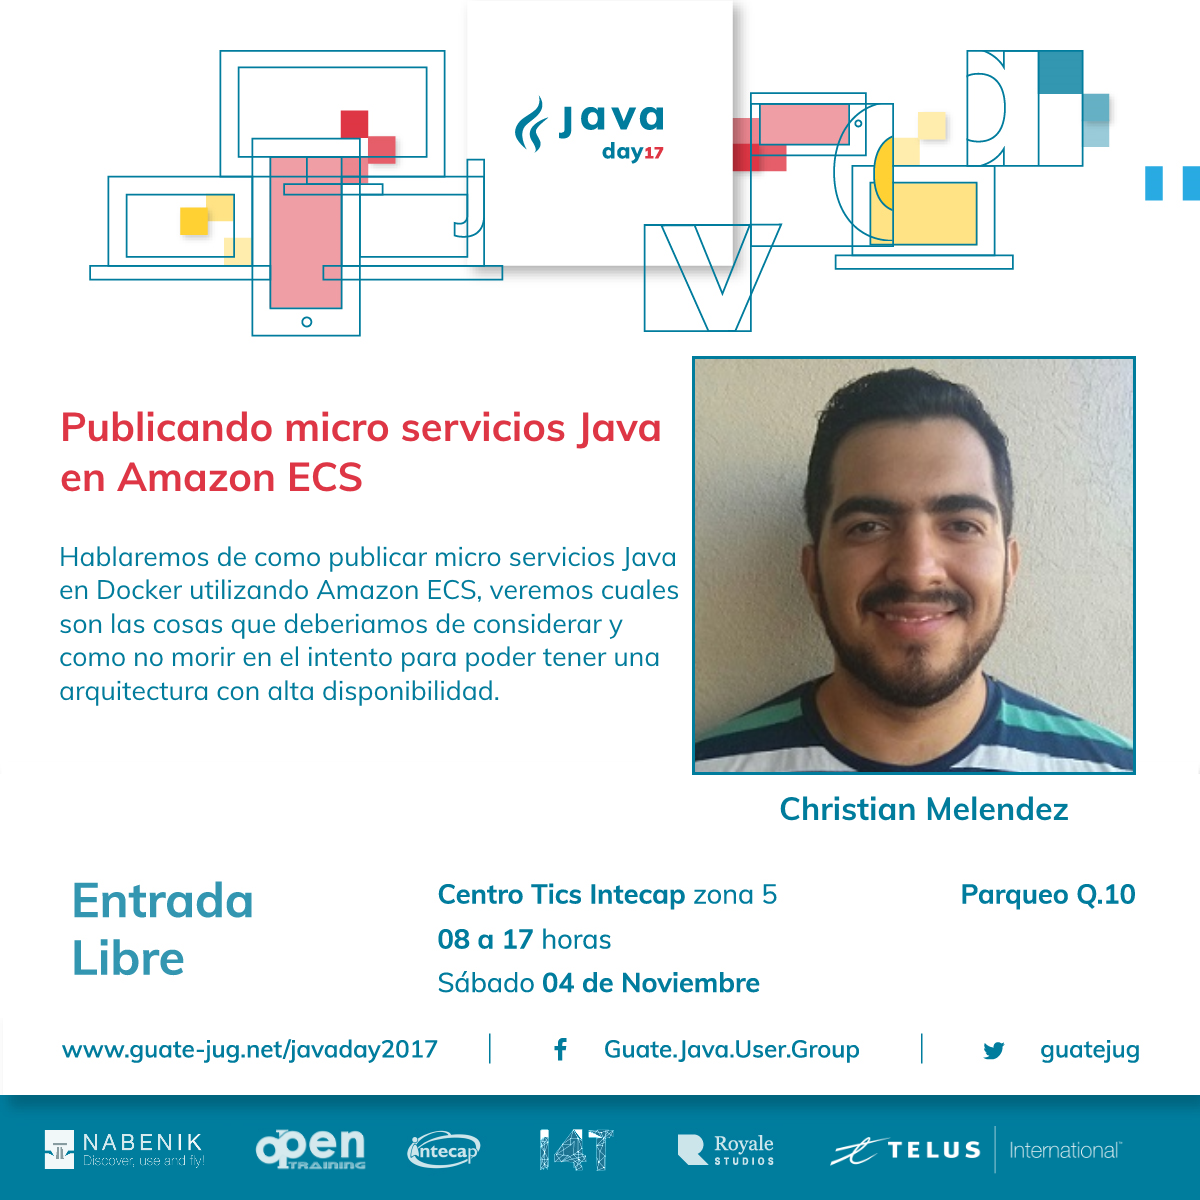 Java
day17
J
V
a
Publicando micro servicios Java
en Amazon ECS
Hablaremos de como publicar micro servicios Java
en Docker utilizando Amazon ECS, veremos cuales
son las cosas que deberiamos de considerar y
como no morir en el intento para poder tener una
arquitectura con alta disponibilidad.
Christian Melendez
Entrada
Libre
Centro Tics Intecap zona 5
08 a 17 horas
Sábado 04 de Noviembre
Parqueo Q.10
www.guate-jug.net/javaday2017
Guate.Java.User.Group
guatejug
NABENIK
Discover, use and fly!
open
TRAINING
intecap
I4T
Royale
STUDIOS
TELUS International™